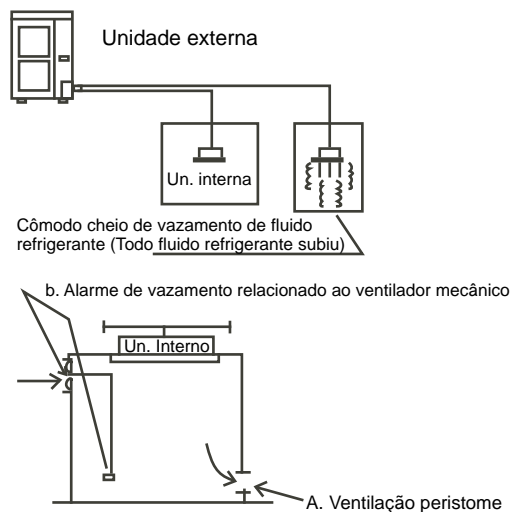 Unidade externa
Un. interna
Cômodo cheio de vazamento de fluido
refrigerante (Todo fluido refrigerante subiu)
b. Alarme de vazamento relacionado ao ventilador mecânico
Un. Interno
A. Ventilação peristome